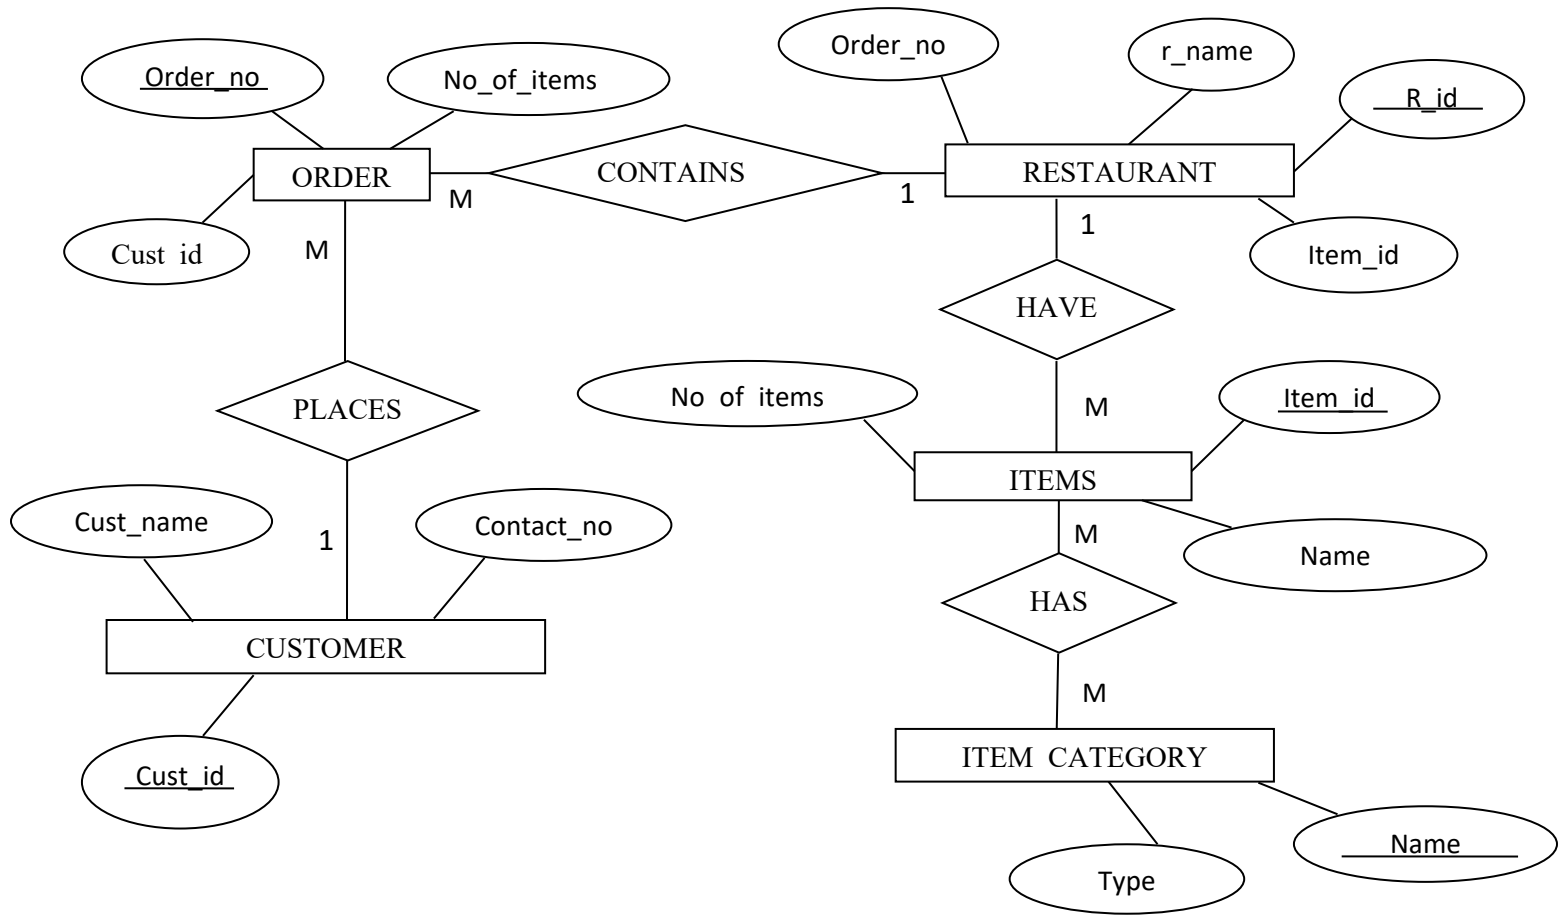 Order_no
r_name
Order_no
No_of_items
R_id
ORDER
M
CONTAINS
1
RESTAURANT
Cust id
M
1
Item_id
HAVE
PLACES
No of items
M
Item_id
ITEMS
Cust_name
1
Contact_no
M
Name
HAS
CUSTOMER
M
Cust_id
ITEM CATEGORY
Name
Type